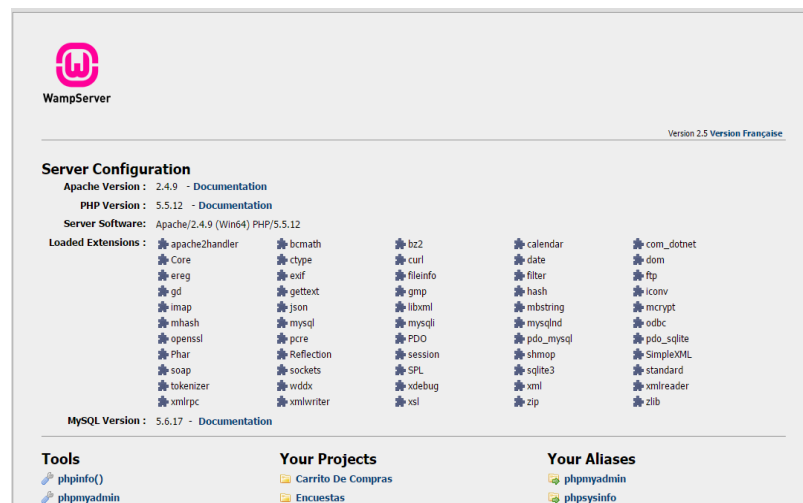 WampServer
Version 2.5 Version Française
Server Configuration
Apache Version : 2.4.9 - Documentation
PHP Version : 5.5.12 - Documentation
Server Software: Apache/2.4.9 (Win64) PHP/5.5.12
Loaded Extensions : apache2handler bcmath bz2 calendar com_dotnet
Core ctype curl date dom
ereg exif fileinfo filter ftp
gd gettext gmp hash iconv
imap json libxml mbstring mcrypt
mhash mysql mysqli mysqlnd odbc
openssl pcre PDO pdo_mysql pdo_sqlite
Phar Reflection session shmop SimpleXML
soap sockets SPL sqlite3 standard
tokenizer wddx xdebug xml xmlreader
xmlrpc xmlwriter xsl zip zlib
MySQL Version : 5.6.17 - Documentation
Tools Your Projects Your Aliases
phpinfo() Carrito De Compras phpmyadmin
phpmyadmin Encuestas phpsysinfo